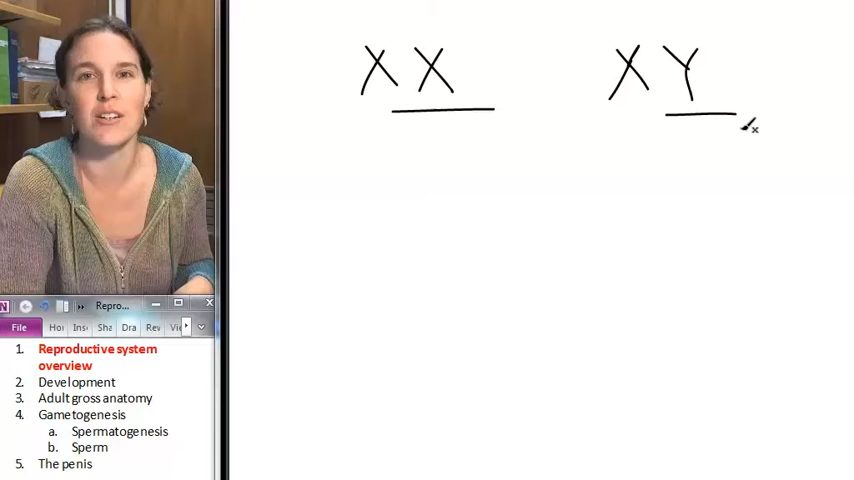 XX XY
Repro...
File Hor Ins Sha Dra Rev Vie
1. Reproductive system
overview
2. Development
3. Adult gross anatomy
4. Gametogenesis
a. Spermatogenesis
b. Sperm
5. The penis